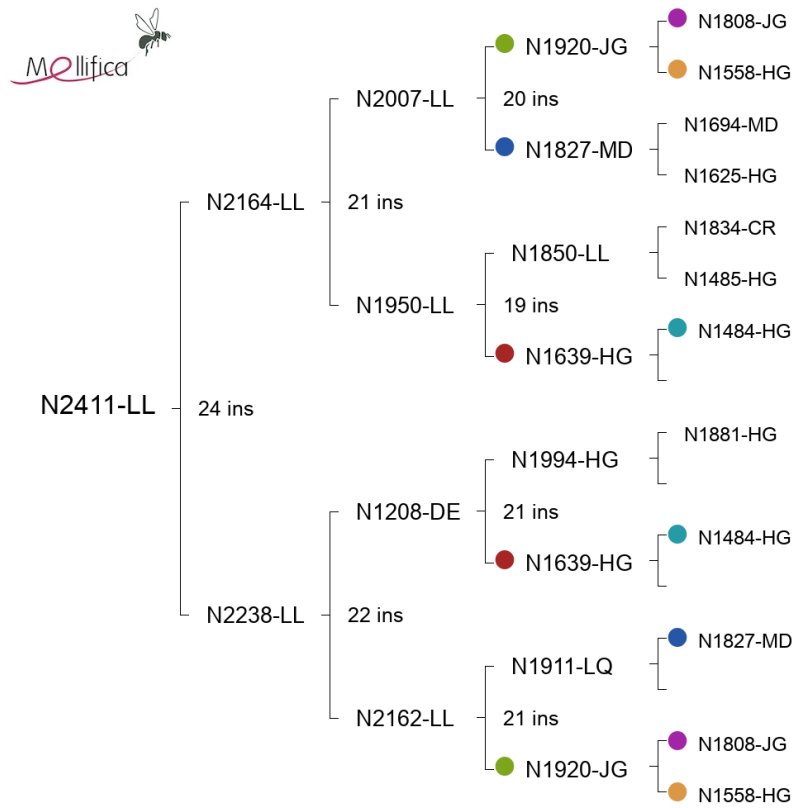 Mellifica
N1808-JG
N1920-JG
N1558-HG
N2007-LL
20 ins
N1694-MD
N1827-MD
N1625-HG
N2164-LL
21 ins
N1834-CR
N1850-LL
N1485-HG
N1950-LL
19 ins
N1484-HG
N1639-HG
N2411-LL
24 ins
N1881-HG
N1994-HG
N1208-DE
21 ins
N1484-HG
N1639-HG
N2238-LL
22 ins
N1827-MD
N1911-LQ
N2162-LL
21 ins
N1808-JG
N1920-JG
N1558-HG